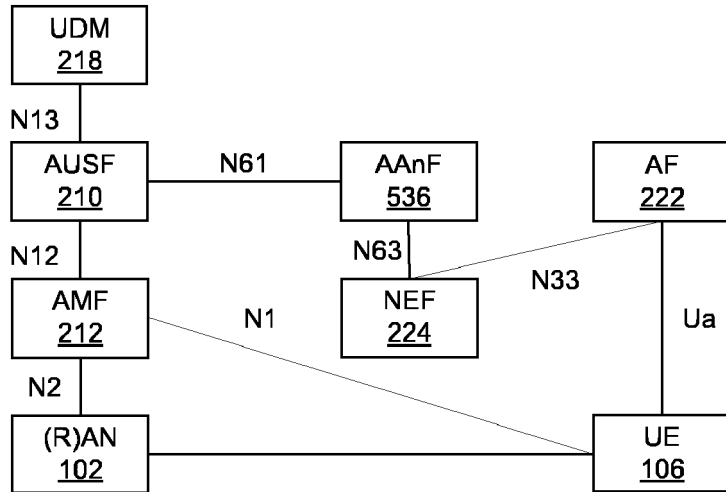 UDM
218
N13
AUSF
210
N61
AAnF
536
AF
222
N12
N63
N33
AMF
212
N1
NEF
224
Ua
N2
(R)AN
102
UE
106